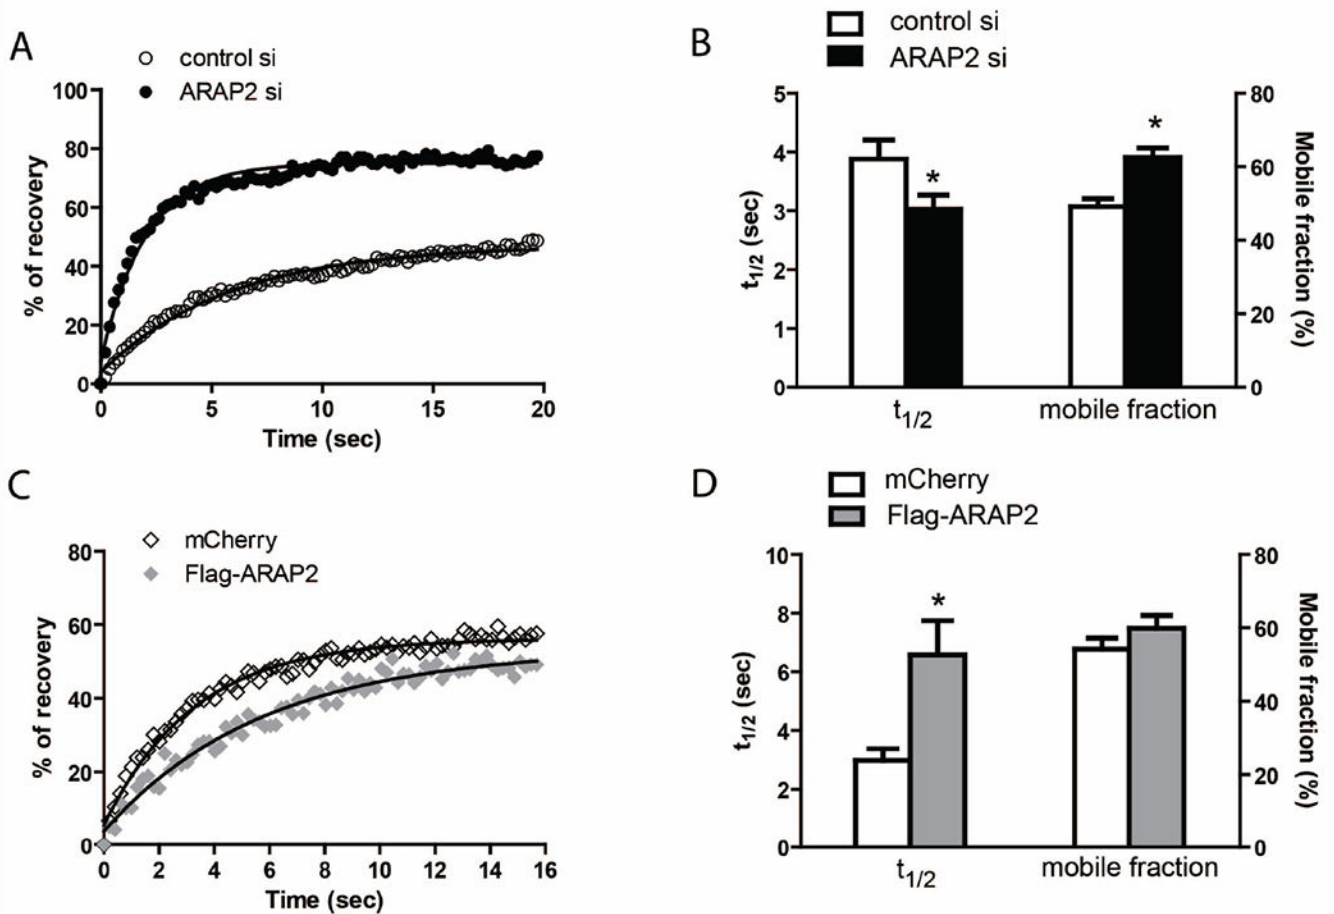 A
control si
ARAP2 si
100
80
60
40
20
0
% of recovery
0 5 10 15 20
Time (sec)
B
control si
ARAP2 si
5
4
3
2
1
0
t1/2 (sec)
*
*
80
60
40
20
0
Mobile fraction (%)
t1/2 mobile fraction
C
mCherry
Flag-ARAP2
80
60
40
20
0
% of recovery
0 2 4 6 8 10 12 14 16
Time (sec)
D
mCherry
Flag-ARAP2
10
8
6
4
2
0
t1/2 (sec)
*
80
60
40
20
0
Mobile fraction (%)
t1/2 mobile fraction